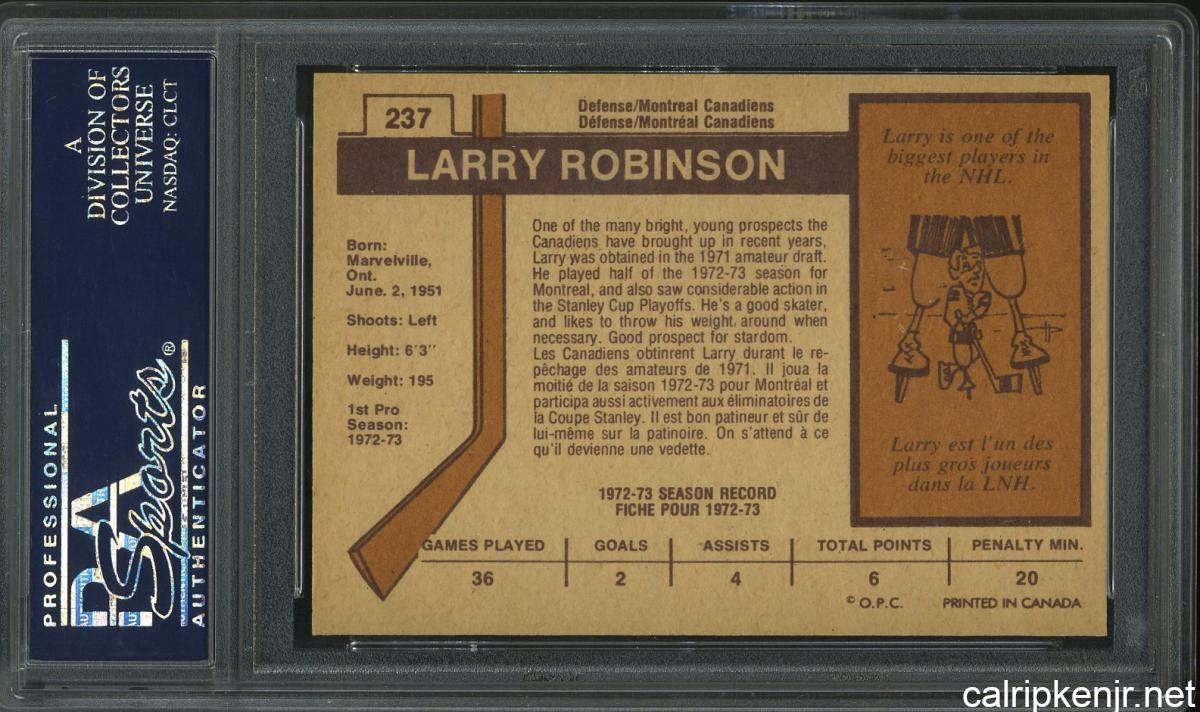 A
DIVISION OF
COLLECTORS
UNIVERSE
NASDAQ: CLCT
PROFESSIONAL
PSA
Sports®
AUTHENTICATOR
237
Defense/Montreal Canadiens
Défense/Montréal Canadiens
LARRY ROBINSON
Born:
Marvelville,
Ont.
June. 2, 1951
Shoots: Left
Height: 6'3"
Weight: 195
1st Pro
Season:
1972-73
One of the many bright, young prospects the
Canadiens have brought up in recent years,
Larry was obtained in the 1971 amateur draft.
He played half of the 1972-73 season for
Montreal, and also saw considerable action in
the Stanley Cup Playoffs. He's a good skater,
and likes to throw his weight around when
necessary. Good prospect for stardom.
Les Canadiens obtinrent Larry durant le re-
pêchage des amateurs de 1971. Il joua la
moitié de la saison 1972-73 pour Montréal et
participa aussi activement aux éliminatoires de
la Coupe Stanley. Il est bon patineur et sûr de
lui-même sur la patinoire. On s'attend à ce
qu'il devienne une vedette.
Larry is one of the
biggest players in
the NHL.
Larry est l'un des
plus gros joueurs
dans la LNH.
1972-73 SEASON RECORD
FICHE POUR 1972-73
GAMES PLAYED GOALS ASSISTS TOTAL POINTS PENALTY MIN.
36 2 4 6 20
© O.P.C. PRINTED IN CANADA
calripkenjr.net